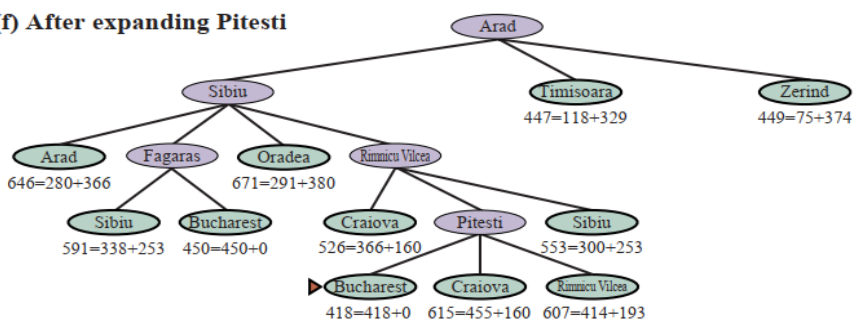 (f) After expanding Pitesti
Arad
Sibiu
Timisoara
Zerind
447=118+329
449=75+374
Arad
Fagaras
Oradea
Rimnicu Vilcea
646=280+366
671=291+380
Sibiu
Bucharest
Craiova
Pitesti
Sibiu
591=338+253
450=450+0
526=366+160
553=300+253
Bucharest
Craiova
Rimnicu Vilcea
418=418+0
615=455+160
607=414+193